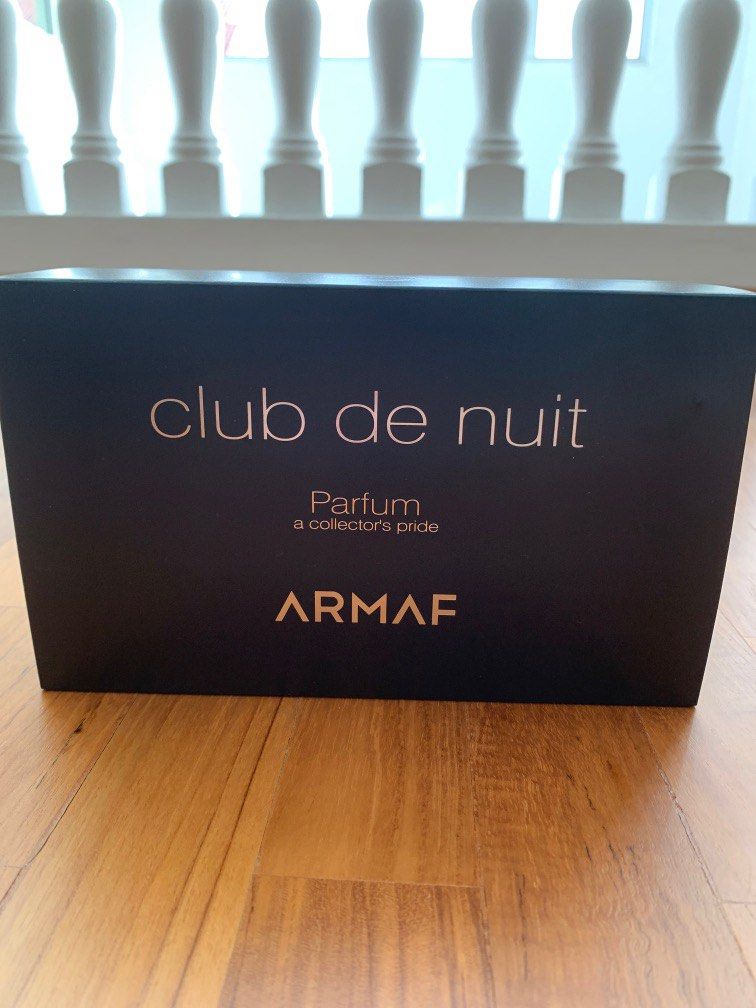 club de nuit
Parfum
a collector's pride
ARMAF